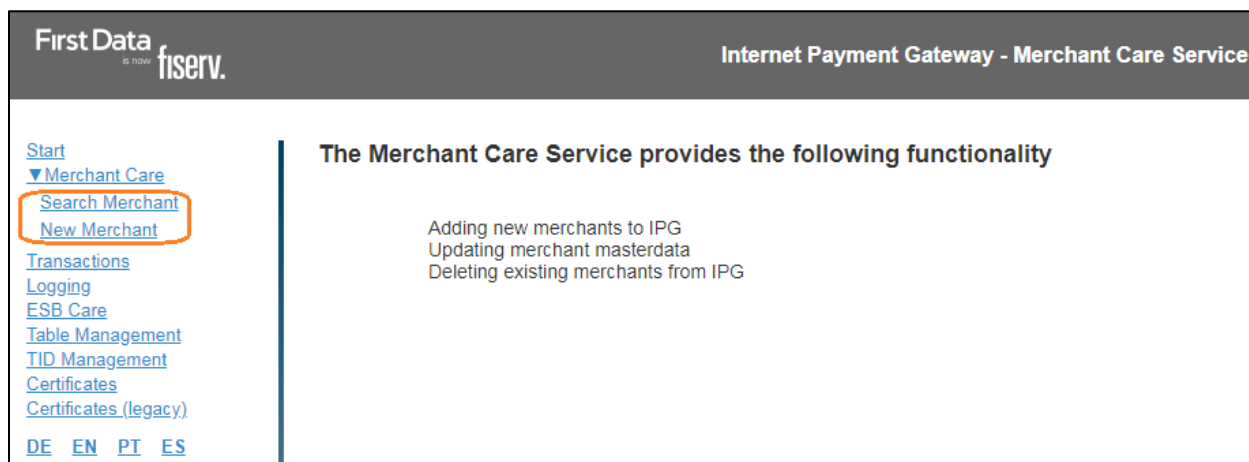 First Data
is now fiserv.
Internet Payment Gateway - Merchant Care Service
Start
▼Merchant Care
Search Merchant
New Merchant
Transactions
Logging
ESB Care
Table Management
TID Management
Certificates
Certificates (legacy)
DE EN PT ES
The Merchant Care Service provides the following functionality
Adding new merchants to IPG
Updating merchant masterdata
Deleting existing merchants from IPG